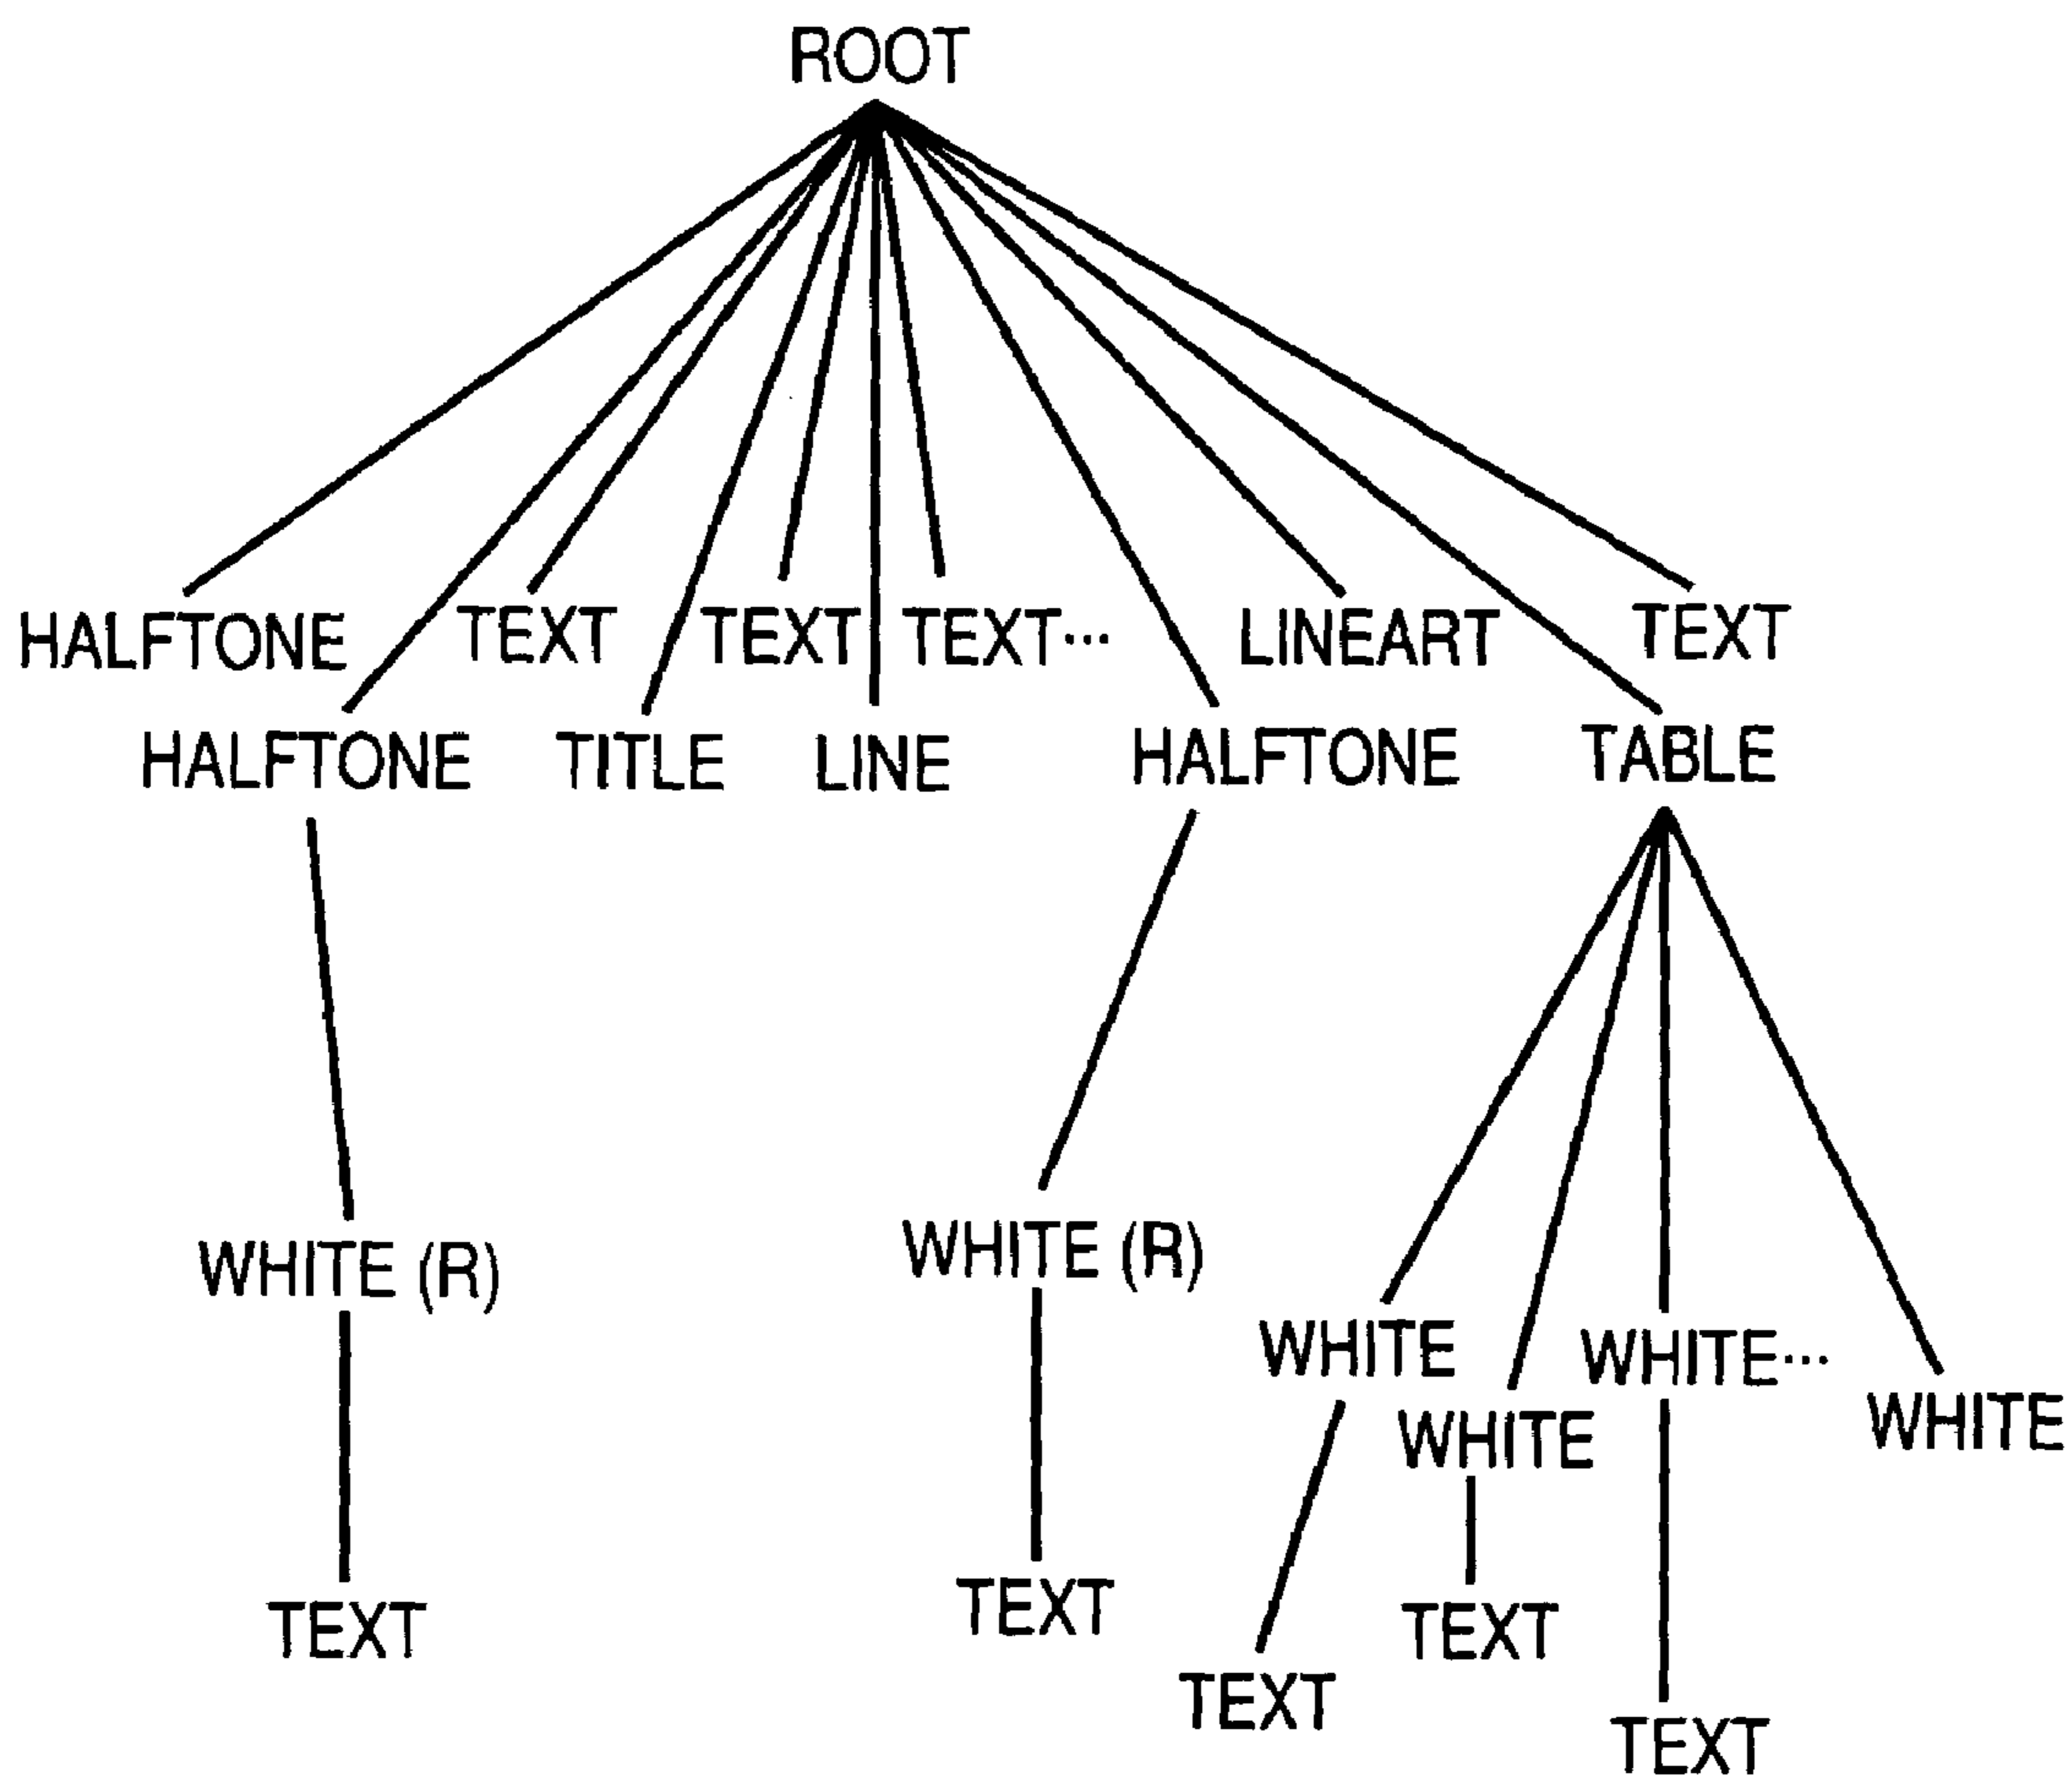 ROOT
HALFTONE TEXT TEXT TEXT··· LINEART TEXT
HALFTONE TITLE LINE HALFTONE TABLE
WHITE (R) WHITE (R)
WHITE WHITE···
WHITE WHITE
TEXT TEXT TEXT
TEXT
TEXT